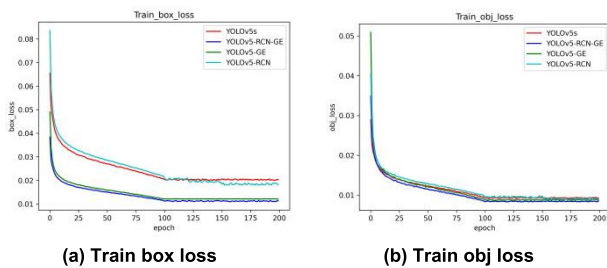 Train_box_loss
YOLOv5s
YOLOv5-RCN-GE
YOLOv5-GE
YOLOv5-RCN
0.08
0.07
0.06
0.05
0.04
0.03
0.02
0.01
box_loss
0 25 50 75 100 125 150 175 200
epoch
(a) Train box loss
Train_obj_loss
YOLOv5s
YOLOv5-RCN-GE
YOLOv5-GE
YOLOv5-RCN
0.05
0.04
0.03
0.02
0.01
obj_loss
0 25 50 75 100 125 150 175 200
epoch
(b) Train obj loss